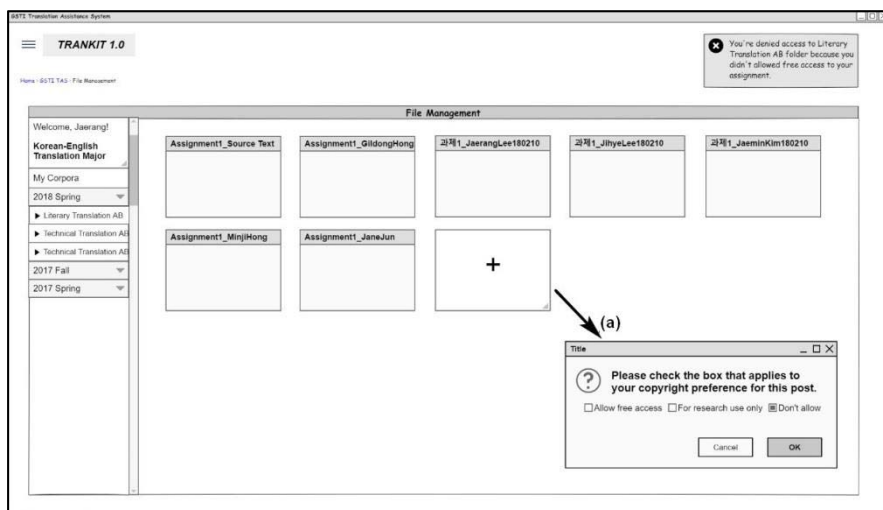 GSTI Translation Assistance System
TRANKIT 1.0
You're denied access to Literary
Translation AB folder because you
didn't allowed free access to your
assignment.
Home - GSTI TAS - File Management
File Management
Welcome, Jaerang!
Korean-English
Translation Major
My Corpora
2018 Spring
Literary Translation AB
Technical Translation AB
Technical Translation AB
2017 Fall
2017 Spring
Assignment1_Source Text
Assignment1_GildongHong
과제1_JaerangLee180210
과제1_JihyeLee180210
과제1_JaeminKim180210
Assignment1_MinjiHong
Assignment1_JaneJun
+
(a)
Title
Please check the box that applies to
your copyright preference for this post.
Allow free access For research use only Don't allow
Cancel OK